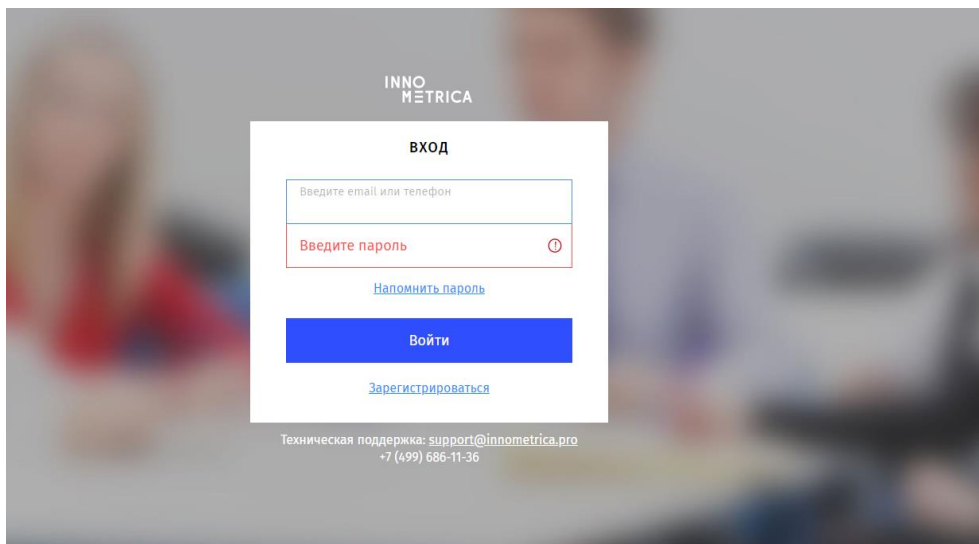 INNO
METRICA
ВХОД
Введите email или телефон
Введите пароль
Напомнить пароль
Войти
Зарегистрироваться
Техническая поддержка: support@innometrica.pro
+7 (499) 686-11-36